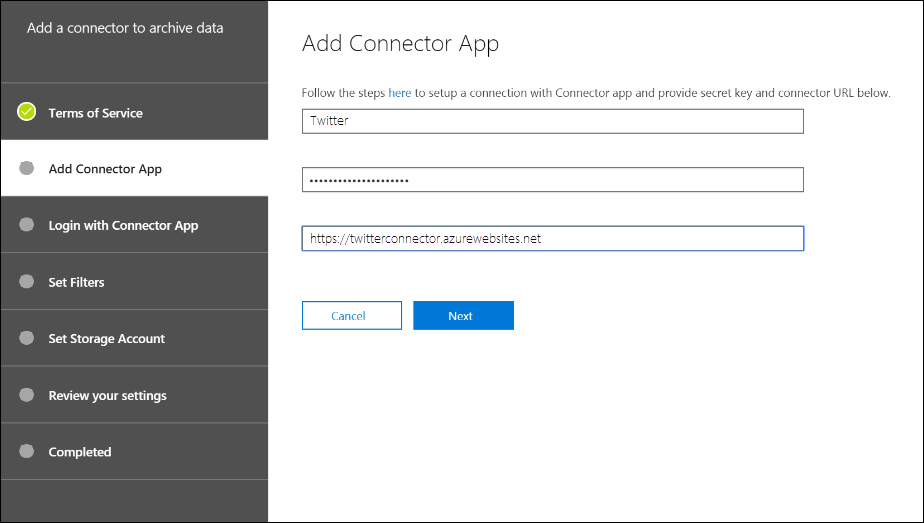 Add a connector to archive data
Terms of Service
Add Connector App
Login with Connector App
Set Filters
Set Storage Account
Review your settings
Completed
Add Connector App
Follow the steps here to setup a connection with Connector app and provide secret key and connector URL below.
Twitter
•••••••••••••••••••••
https://twitterconnector.azurewebsites.net
Cancel
Next